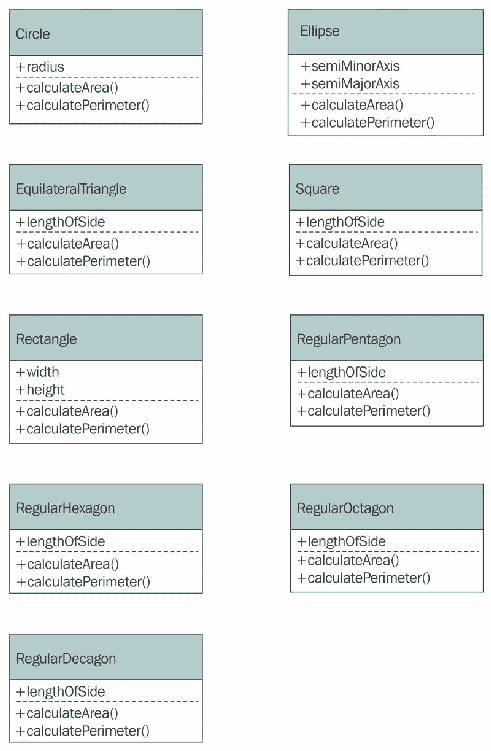 Circle
+radius
+calculateArea()
+calculatePerimeter()
Ellipse
+semiMinorAxis
+semiMajorAxis
+calculateArea()
+calculatePerimeter()
EquilateralTriangle
+lengthOfSide
+calculateArea()
+calculatePerimeter()
Square
+lengthOfSide
+calculateArea()
+calculatePerimeter()
Rectangle
+width
+height
+calculateArea()
+calculatePerimeter()
RegularPentagon
+lengthOfSide
+calculateArea()
+calculatePerimeter()
RegularHexagon
+lengthOfSide
+calculateArea()
+calculatePerimeter()
RegularOctagon
+lengthOfSide
+calculateArea()
+calculatePerimeter()
RegularDecagon
+lengthOfSide
+calculateArea()
+calculatePerimeter()